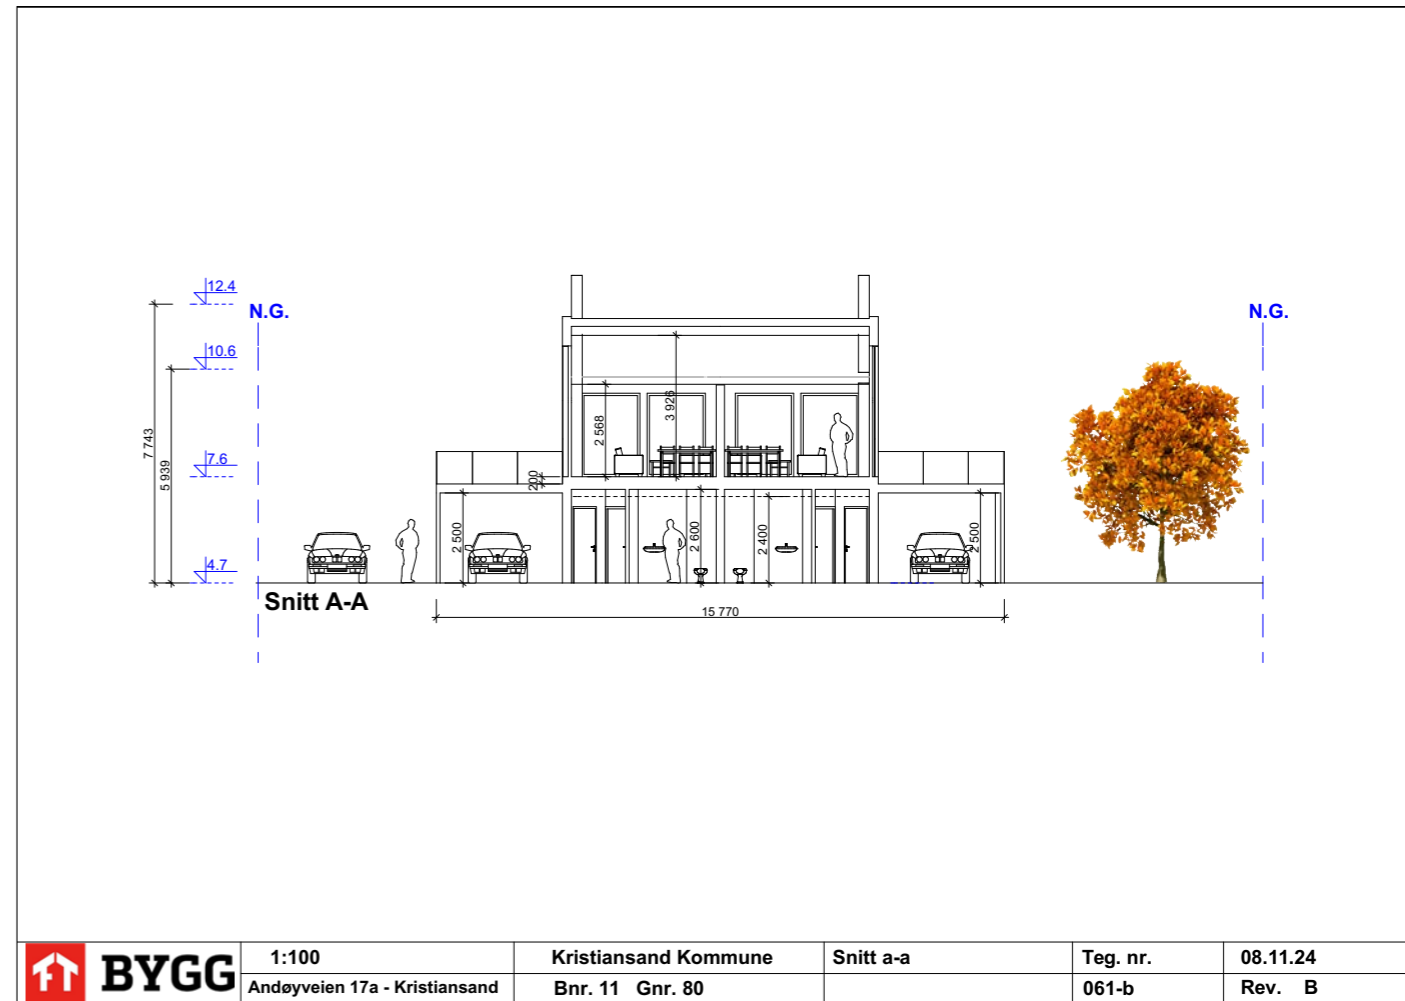 12.4
N.G.
N.G.
10.6
7 743
5 939
7.6
4.7
3 926
2 568
200
2 500
2 600
2 400
2 500
Snitt A-A
15 770
BYGG
1:100
Kristiansand Kommune
Snitt a-a
Teg. nr.
08.11.24
Andøyveien 17a - Kristiansand
Bnr. 11 Gnr. 80
061-b
Rev. B